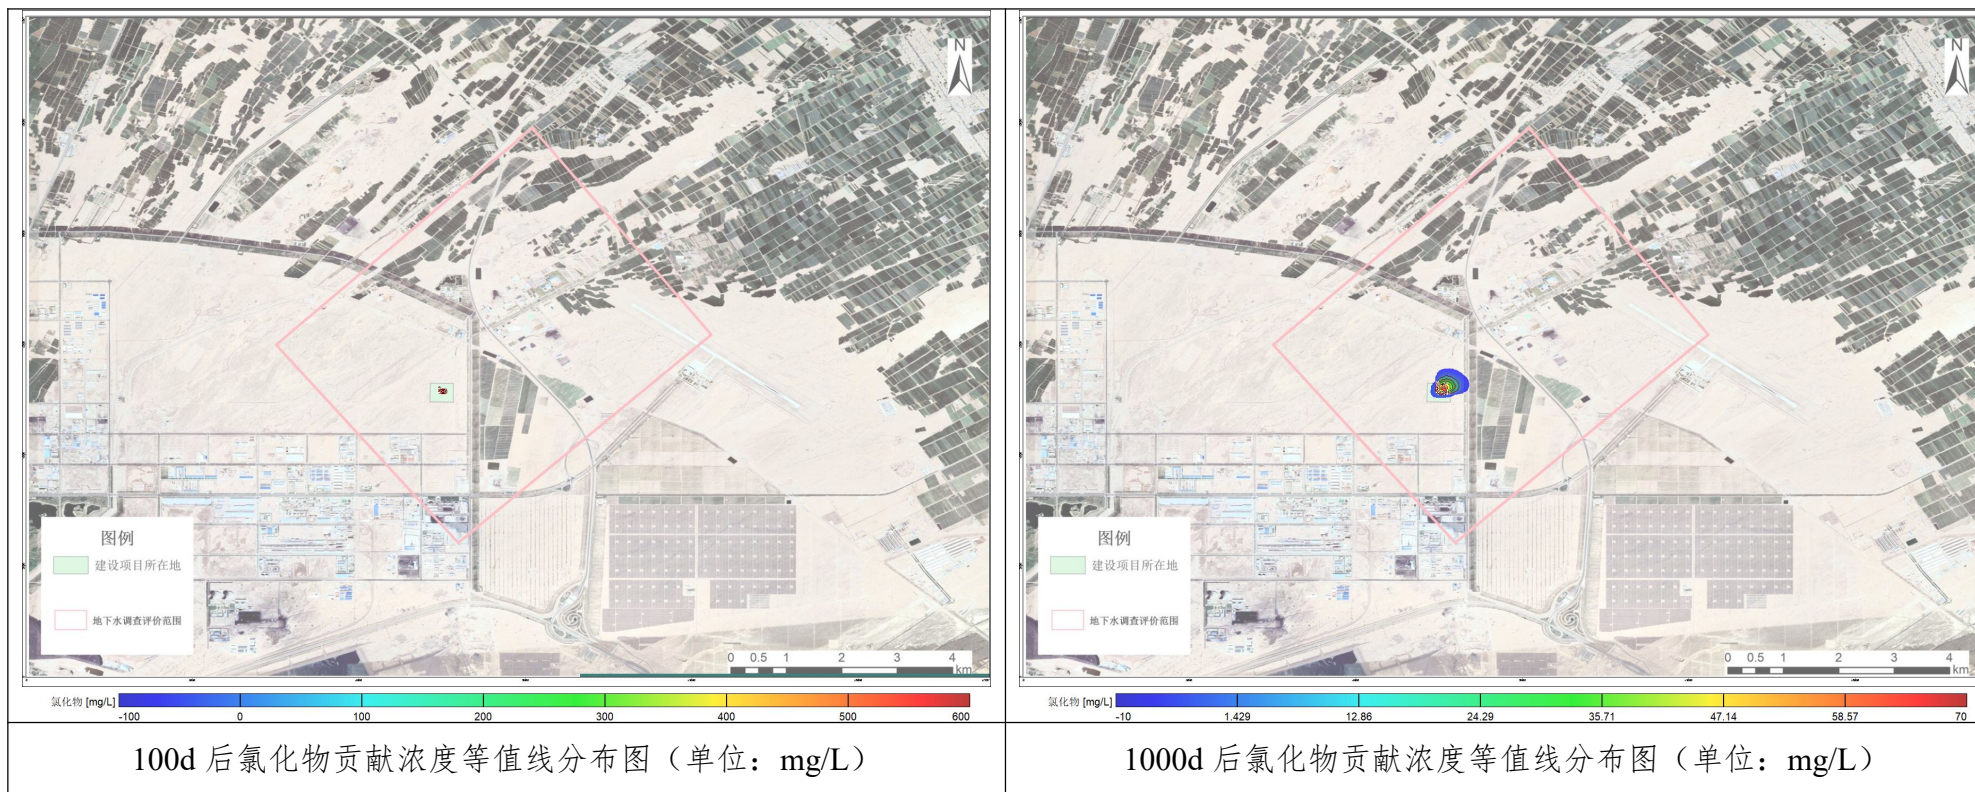 N
图例
建设项目所在地
地下水调查评价范围
0 0.5 1 2 3 4
km
氯化物 [mg/L]
-100 0 100 200 300 400 500 600
100d 后氯化物贡献浓度等值线分布图（单位：mg/L）
N
图例
建设项目所在地
地下水调查评价范围
0 0.5 1 2 3 4
km
氯化物 [mg/L]
-10 1.429 12.86 24.29 35.71 47.14 58.57 70
1000d 后氯化物贡献浓度等值线分布图（单位：mg/L）